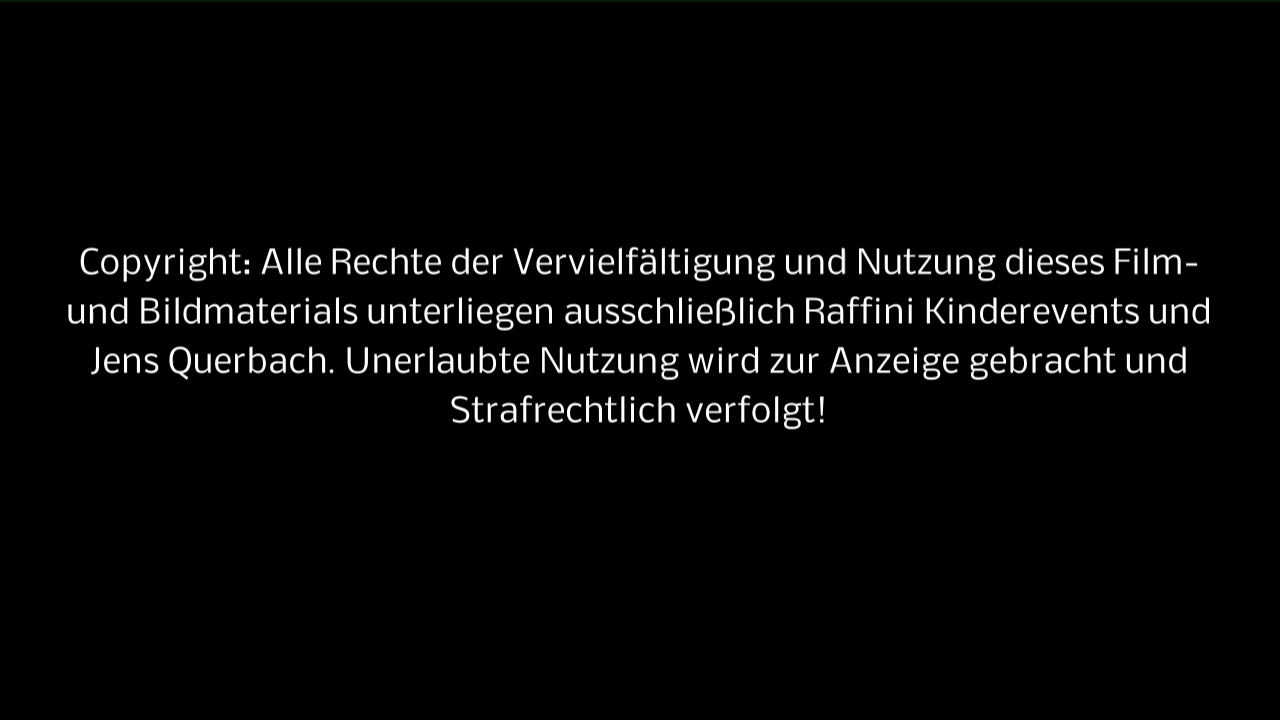 Copyright: Alle Rechte der Vervielfältigung und Nutzung dieses Film-
und Bildmaterials unterliegen ausschließlich Raffini Kinderevents und
Jens Querbach. Unerlaubte Nutzung wird zur Anzeige gebracht und
Strafrechtlich verfolgt!